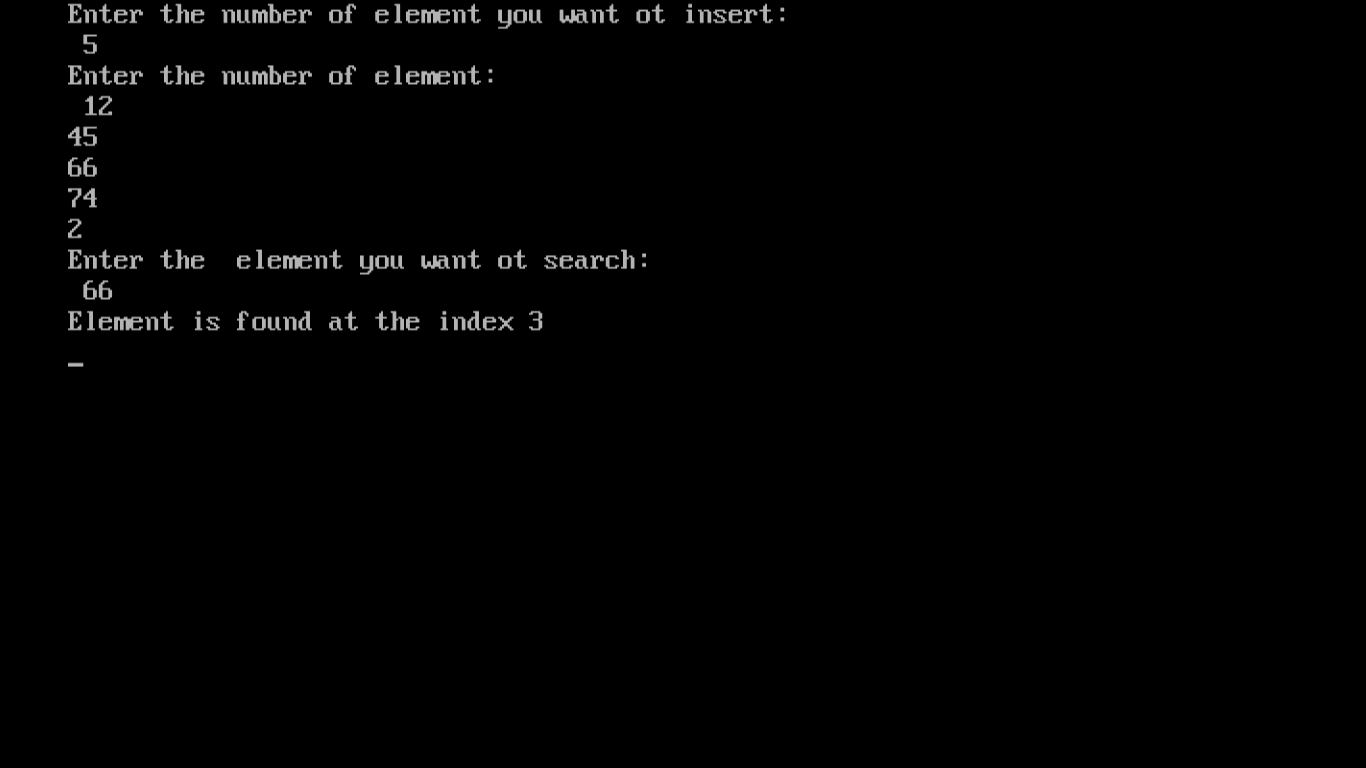 Enter the number of element you want ot insert:
5
Enter the number of element:
12
45
66
74
2
Enter the  element you want ot search:
66
Element is found at the index 3
_